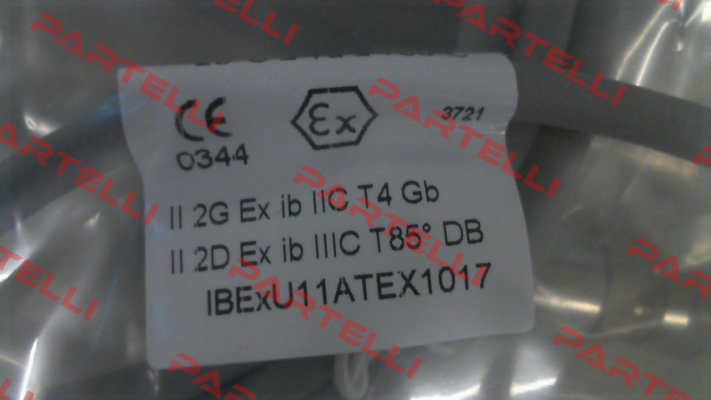 CE
0344
Ex
3721
II 2G Ex ib IIC T4 Gb
II 2D Ex ib IIIC T85° DB
IBExU11ATEX1017
PARTELLI
PARTELLI
PARTELLI
PARTELLI
PARTELLI
PARTELLI
PARTELLI
PARTELLI